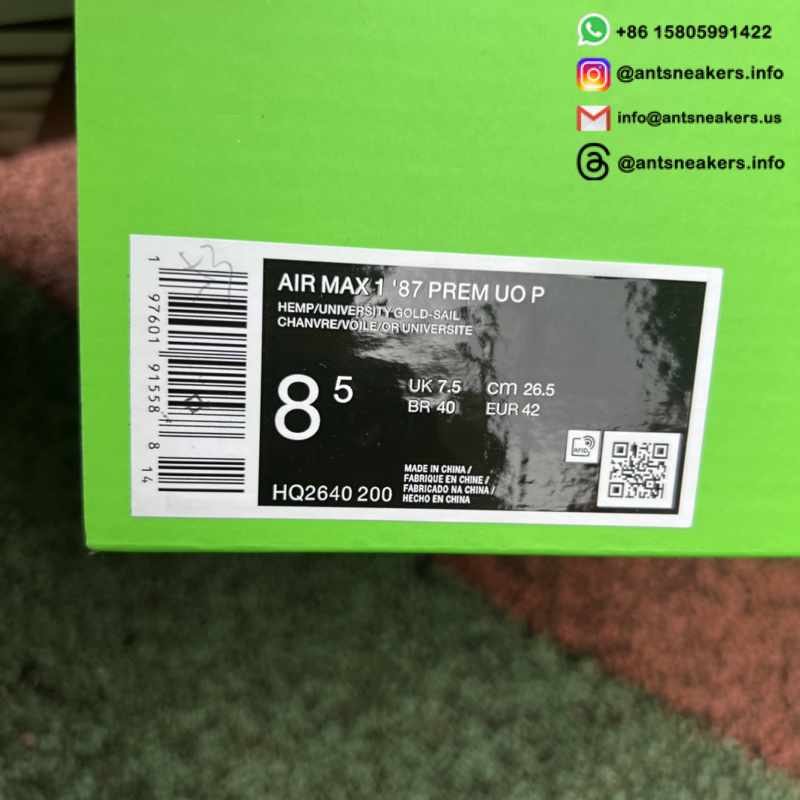 +86 15805991422
@antsneakers.info
info@antsneakers.us
@antsneakers.info
AIR MAX 1 '87 PREM UO P
HEMP/UNIVERSITY GOLD-SAIL
CHANVRE/VOILE/OR UNIVERSITE
8 5
UK 7.5 cm 26.5
BR 40 EUR 42
MADE IN CHINA /
FABRIQUE EN CHINE /
FABRICADO NA CHINA /
HECHO EN CHINA
HQ2640 200
RFID
1 97601 91558 8 14